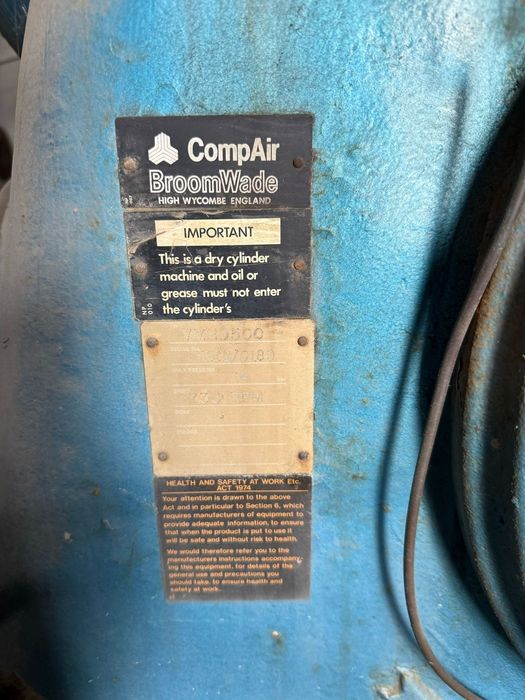 CompAir
BroomWade
HIGH WYCOMBE ENGLAND
IMPORTANT
This is a dry cylinder
machine and oil or
grease must not enter
the cylinder's
NP
010
MAX PRESSURE
RPM
HEALTH AND SAFETY AT WORK Etc.
ACT 1974
Your attention is drawn to the above
Act and in particular to Section 6, which
requires manufacturers of equipment to
provide adequate information, to ensure
that when the product is put to use it
will be safe and without risk to health.
We would therefore refer you to the
manufacturers instructions accompany-
ing this equipment, for details of the
general use and precautions you
should take, to ensure health and
safety at work.